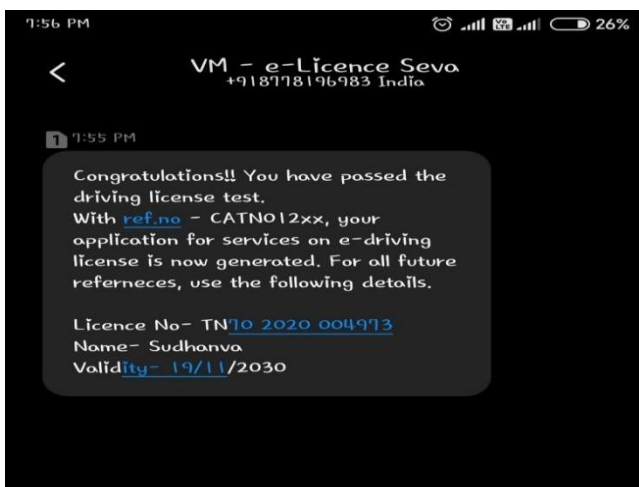 7:56 PM
VoLTE 26%
VM - e-Licence Seva
+918778196983 India
1 7:55 PM
Congratulations!! You have passed the
driving license test.
With ref.no - CATN012xx, your
application for services on e-driving
license is now generated. For all future
referneces, use the following details.
Licence No- TN70 2020 004973
Name- Sudhanva
Validity- 19/11/2030